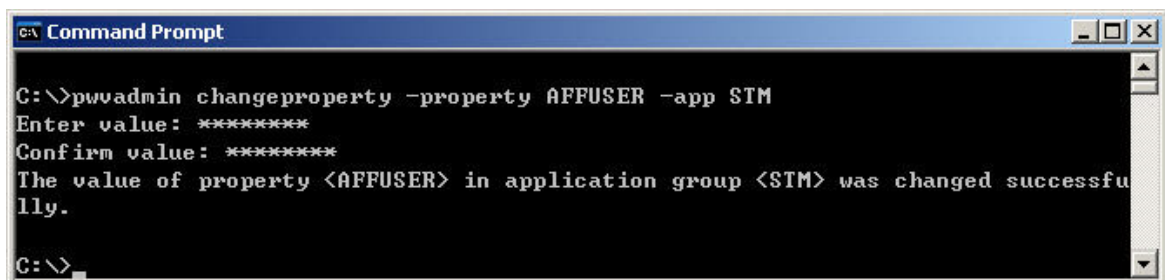 Command Prompt
C:\>pwvadmin changeproperty -property AFFUSER -app STM
Enter value: ********
Confirm value: ********
The value of property <AFFUSER> in application group <STM> was changed successfu
lly.
C:\>_